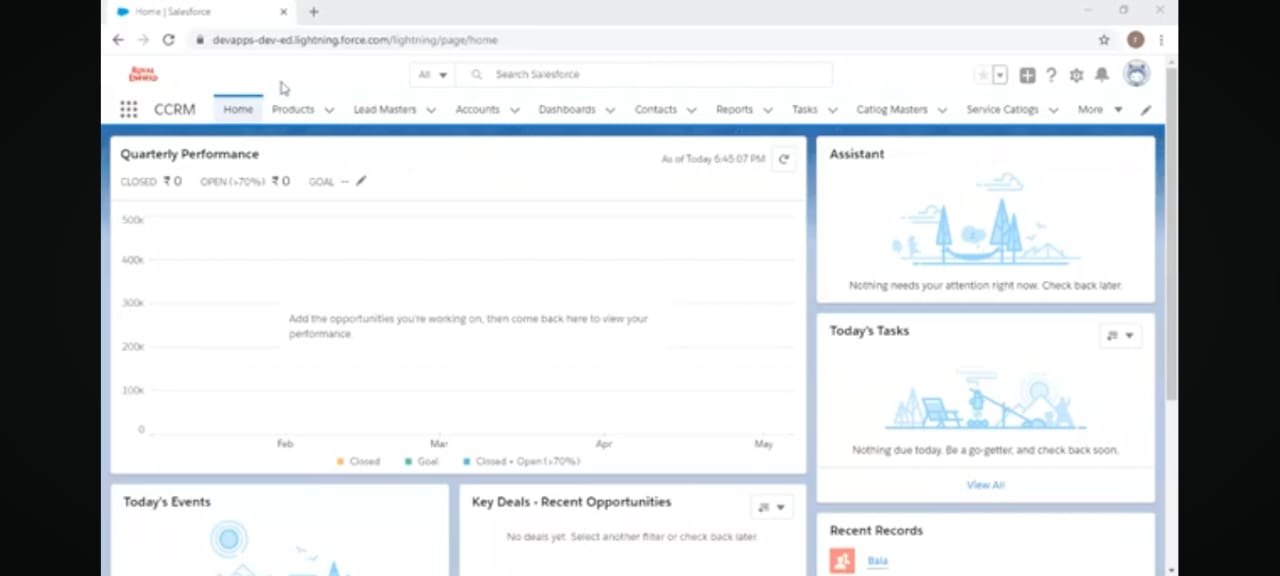 Home | Salesforce
devapps-dev-ed.lightning.force.com/lightning/page/home
ROYAL ENFIELD
All
Search Salesforce
CCRM
Home
Products
Lead Masters
Accounts
Dashboards
Contacts
Reports
Tasks
Catlog Masters
Service Catlogs
More
Quarterly Performance
As of Today 6:45:07 PM
CLOSED ₹ 0 OPEN (>70%) ₹ 0 GOAL --
500k
400k
300k
200k
100k
0
Add the opportunities you're working on, then come back here to view your
performance.
Feb Mar Apr May
Closed Goal Closed + Open (>70%)
Assistant
Nothing needs your attention right now. Check back later.
Today's Tasks
Nothing due today. Be a go-getter, and check back soon.
View All
Today's Events
Key Deals - Recent Opportunities
No deals yet. Select another filter or check back later.
Recent Records
Bala